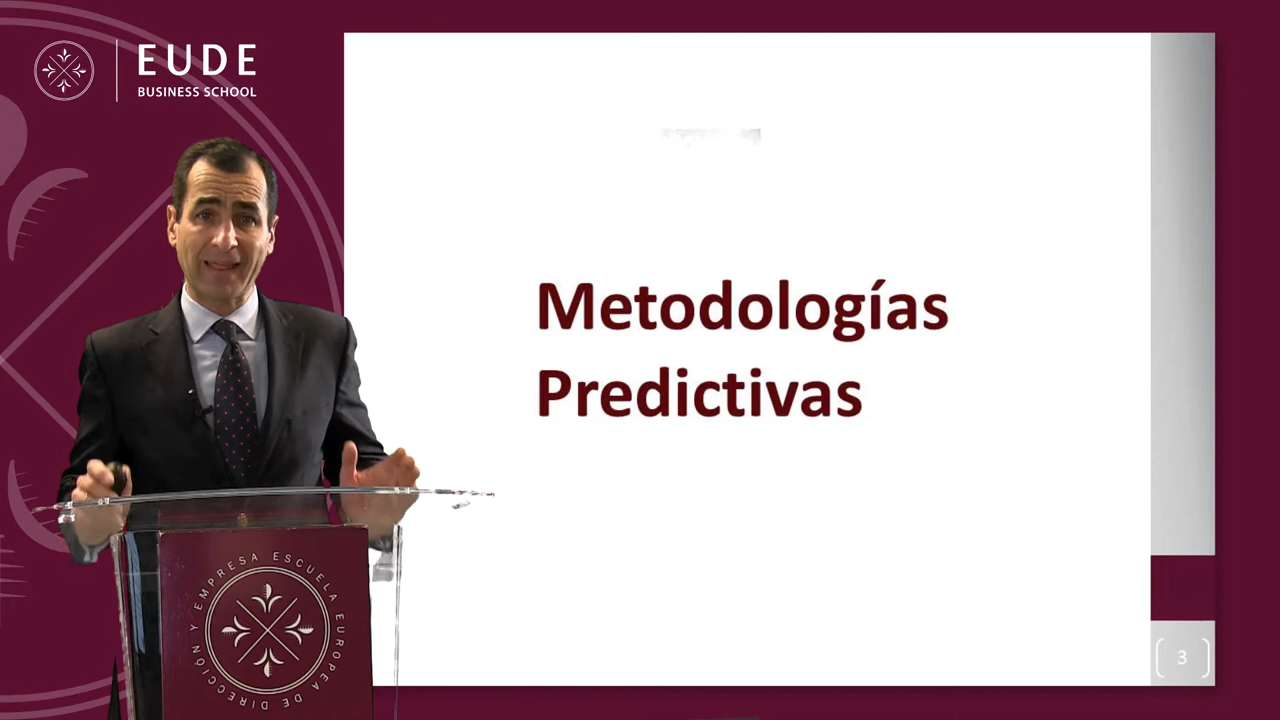 EUDE
BUSINESS SCHOOL
Metodologías
Predictivas
3
ESCUELA EUROPEA DE DIRECCIÓN Y EMPRESA